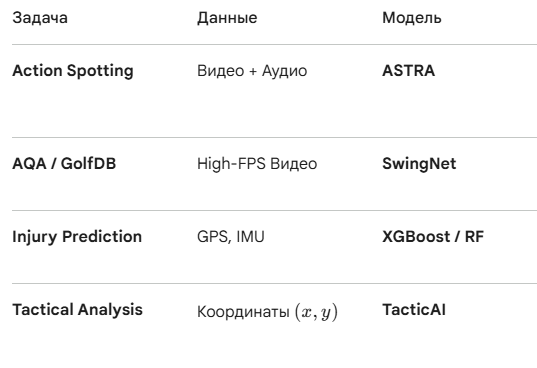 Задача Данные Модель
Action Spotting Видео + Аудио ASTRA
AQA / GolfDB High-FPS Видео SwingNet
Injury Prediction GPS, IMU XGBoost / RF
Tactical Analysis Координаты (x, y) TacticAI